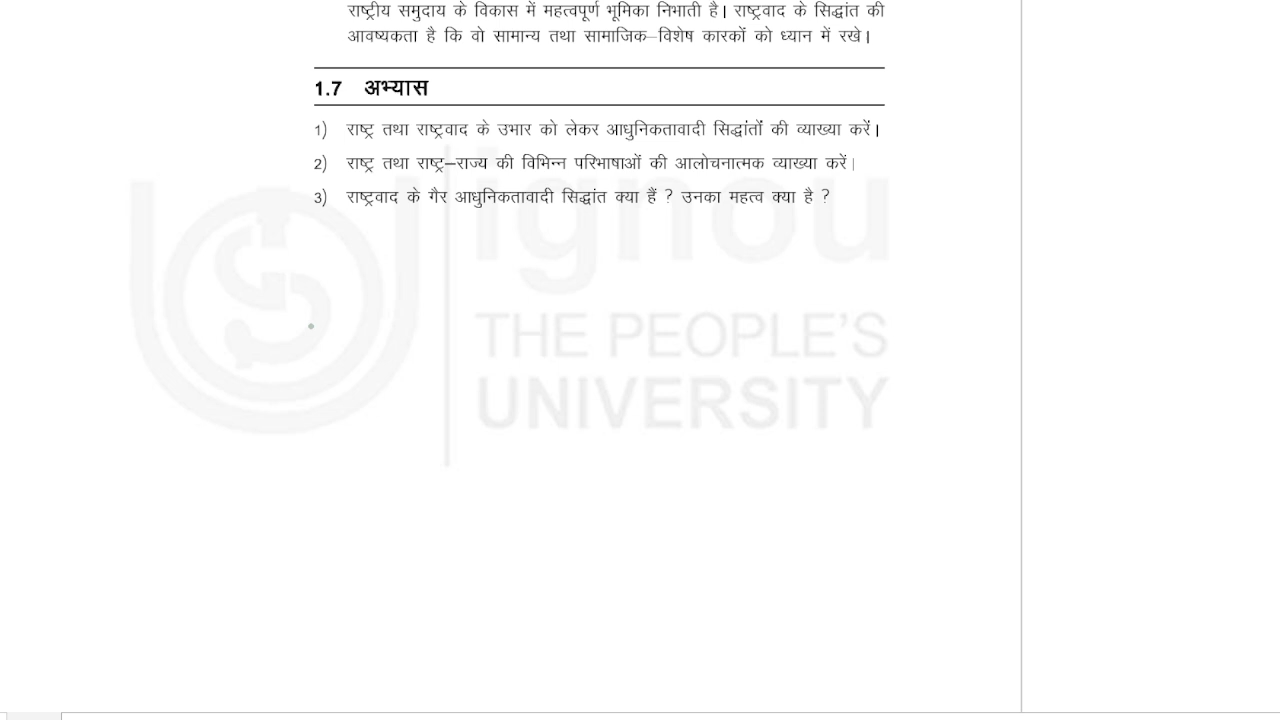 राष्ट्रीय समुदाय के विकास में महत्वपूर्ण भूमिका निभाती है। राष्ट्रवाद के सिद्धांत की
आवष्यकता है कि वो सामान्य तथा सामाजिक–विशेष कारकों को ध्यान में रखे।
1.7 अभ्यास
1) राष्ट्र तथा राष्ट्रवाद के उभार को लेकर आधुनिकतावादी सिद्धांतों की व्याख्या करें।
2) राष्ट्र तथा राष्ट्र–राज्य की विभिन्न परिभाषाओं की आलोचनात्मक व्याख्या करें।
3) राष्ट्रवाद के गैर आधुनिकतावादी सिद्धांत क्या हैं ? उनका महत्व क्या है ?
ignou
THE PEOPLE'S
UNIVERSITY